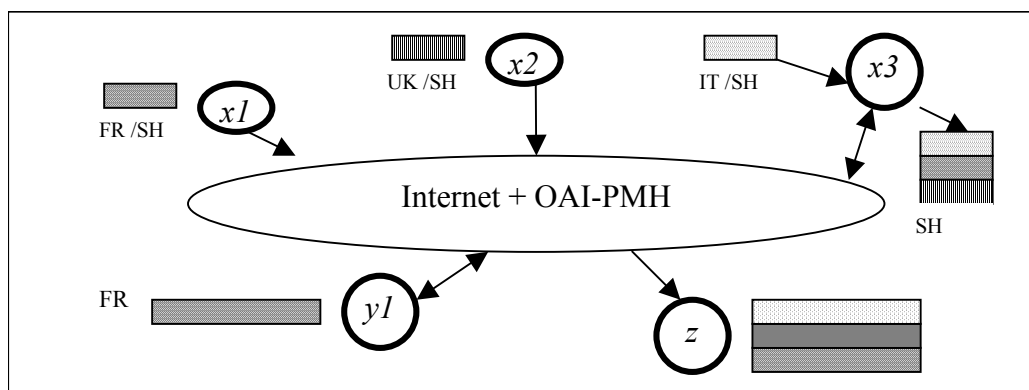 x1
FR /SH
x2
UK /SH
x3
IT /SH
SH
Internet + OAI-PMH
FR
y1
z